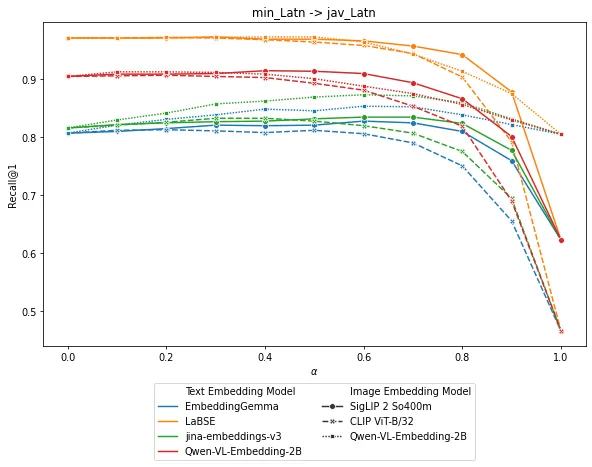 min_Latn -> jav_Latn
Recall@1
0.9
0.8
0.7
0.6
0.5
0.0
0.2
0.4
0.6
0.8
1.0
α
Text Embedding Model
EmbeddingGemma
LaBSE
jina-embeddings-v3
Qwen-VL-Embedding-2B
Image Embedding Model
SigLIP 2 So400m
CLIP ViT-B/32
Qwen-VL-Embedding-2B